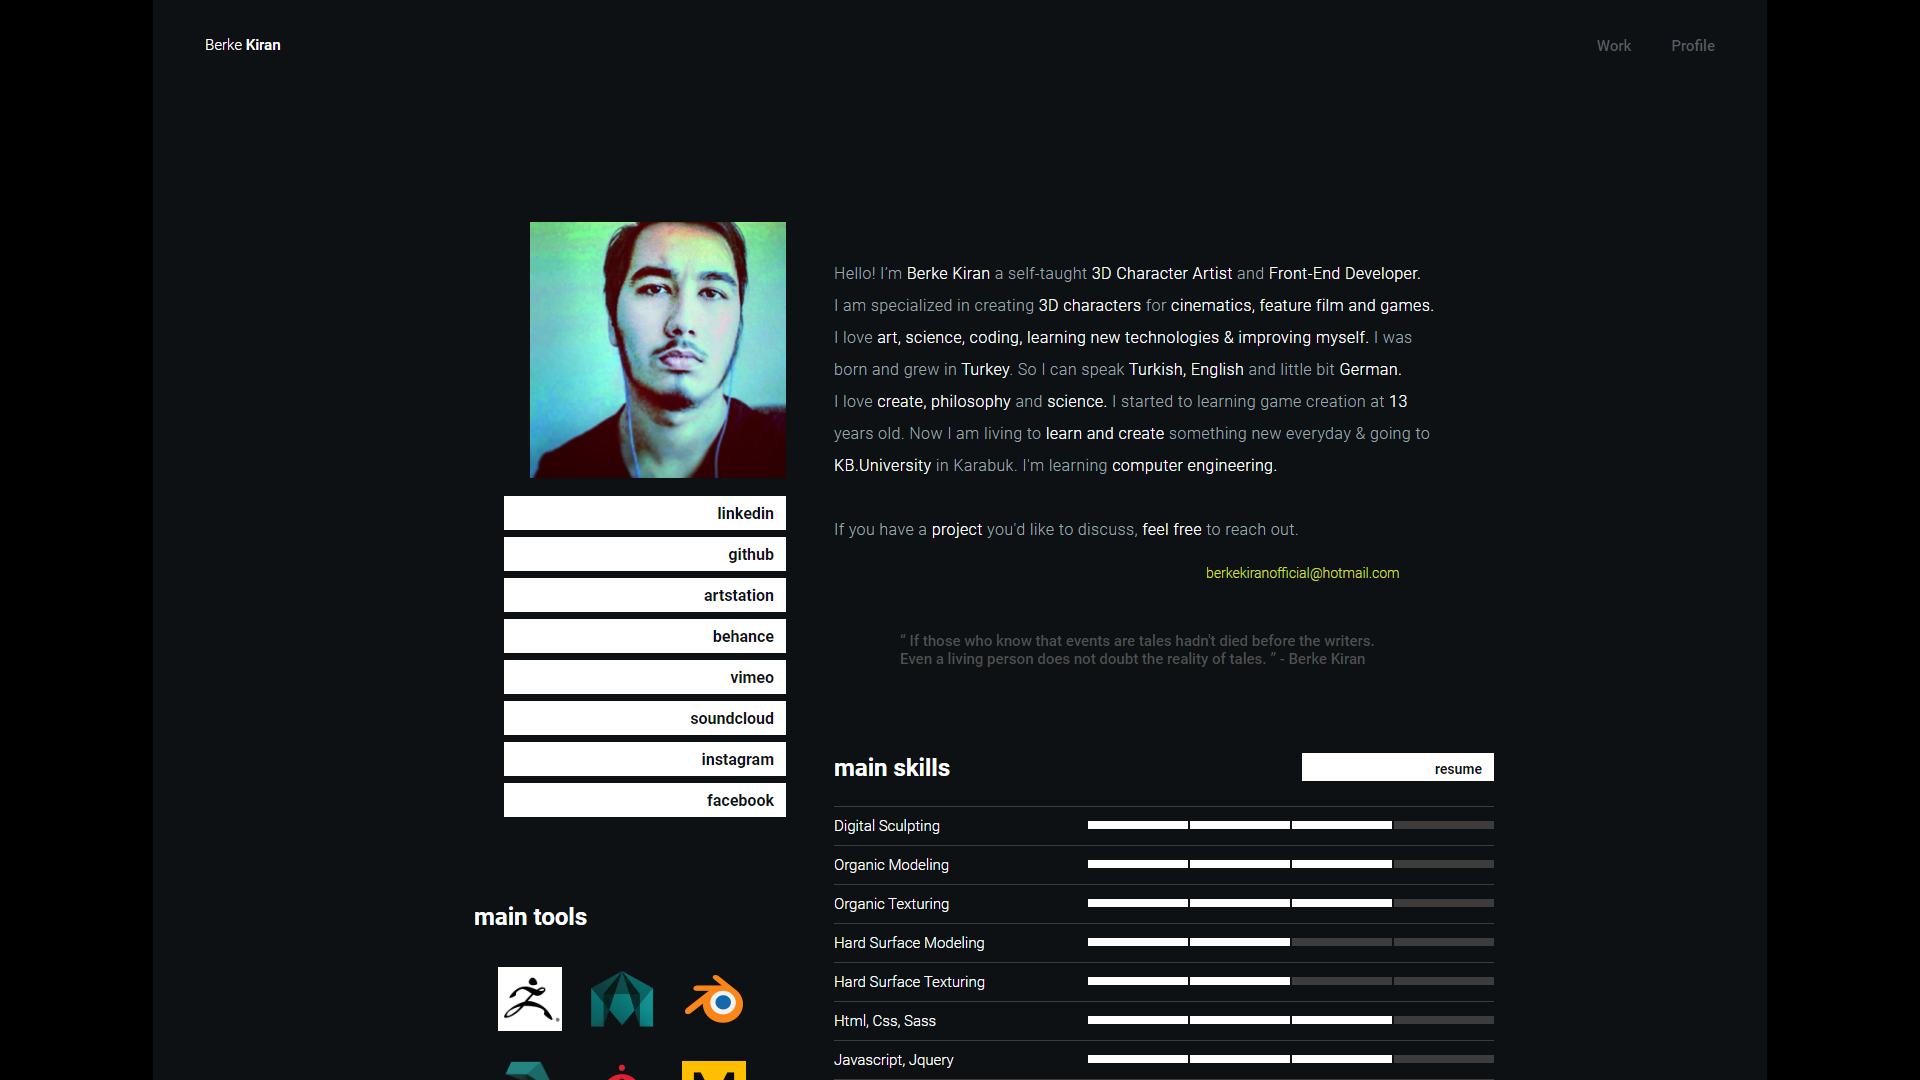 Berke Kiran
Work
Profile
Hello! I’m Berke Kiran a self-taught 3D Character Artist and Front-End Developer.
I am specialized in creating 3D characters for cinematics, feature film and games.
I love art, science, coding, learning new technologies & improving myself. I was
born and grew in Turkey. So I can speak Turkish, English and little bit German.
I love create, philosophy and science. I started to learning game creation at 13
years old. Now I am living to learn and create something new everyday & going to
KB.University in Karabuk. I'm learning computer engineering.
If you have a project you'd like to discuss, feel free to reach out.
berkekiranofficial@hotmail.com
“ If those who know that events are tales hadn't died before the writers.
Even a living person does not doubt the reality of tales. ” - Berke Kiran
linkedin
github
artstation
behance
vimeo
soundcloud
instagram
facebook
main tools
main skills
resume
Digital Sculpting
Organic Modeling
Organic Texturing
Hard Surface Modeling
Hard Surface Texturing
Html, Css, Sass
Javascript, Jquery